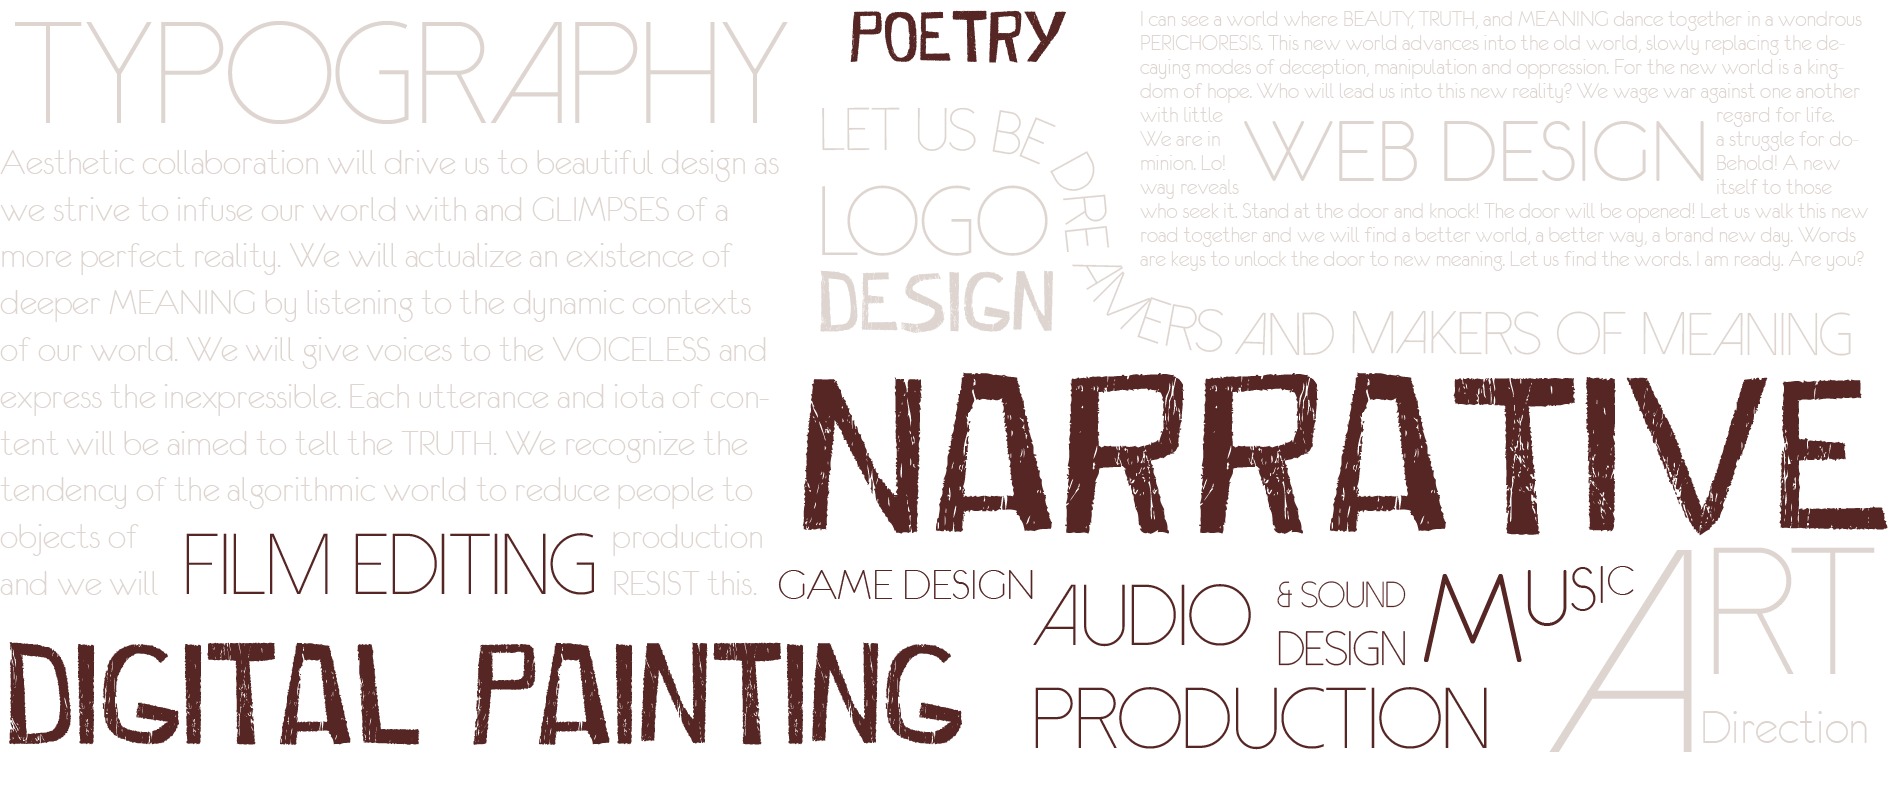 TYPOGRAPHY
Aesthetic collaboration will drive us to beautiful design as
we strive to infuse our world with and GLIMPSES of a
more perfect reality. We will actualize an existence of
deeper MEANING by listening to the dynamic contexts
of our world. We will give voices to the VOICELESS and
express the inexpressible. Each utterance and iota of con-
tent will be aimed to tell the TRUTH. We recognize the
tendency of the algorithmic world to reduce people to
objects of production
and we will RESIST this.
FILM EDITING
DIGITAL PAINTING
POETRY
LET US BE DREAMERS AND MAKERS OF MEANING
LOGO
DESIGN
I can see a world where BEAUTY, TRUTH, and MEANING dance together in a wondrous
PERICHORESIS. This new world advances into the old world, slowly replacing the de-
caying modes of deception, manipulation and oppression. For the new world is a king-
dom of hope. Who will lead us into this new reality? We wage war against one another
with little regard for life.
We are in a struggle for do-
minion. Lo! Behold! A new
way reveals itself to those
who seek it. Stand at the door and knock! The door will be opened! Let us walk this new
road together and we will find a better world, a better way, a brand new day. Words
are keys to unlock the door to new meaning. Let us find the words. I am ready. Are you?
WEB DESIGN
NARRATIVE
GAME DESIGN
AUDIO
& SOUND
DESIGN
PRODUCTION
MUSIC
ART
Direction